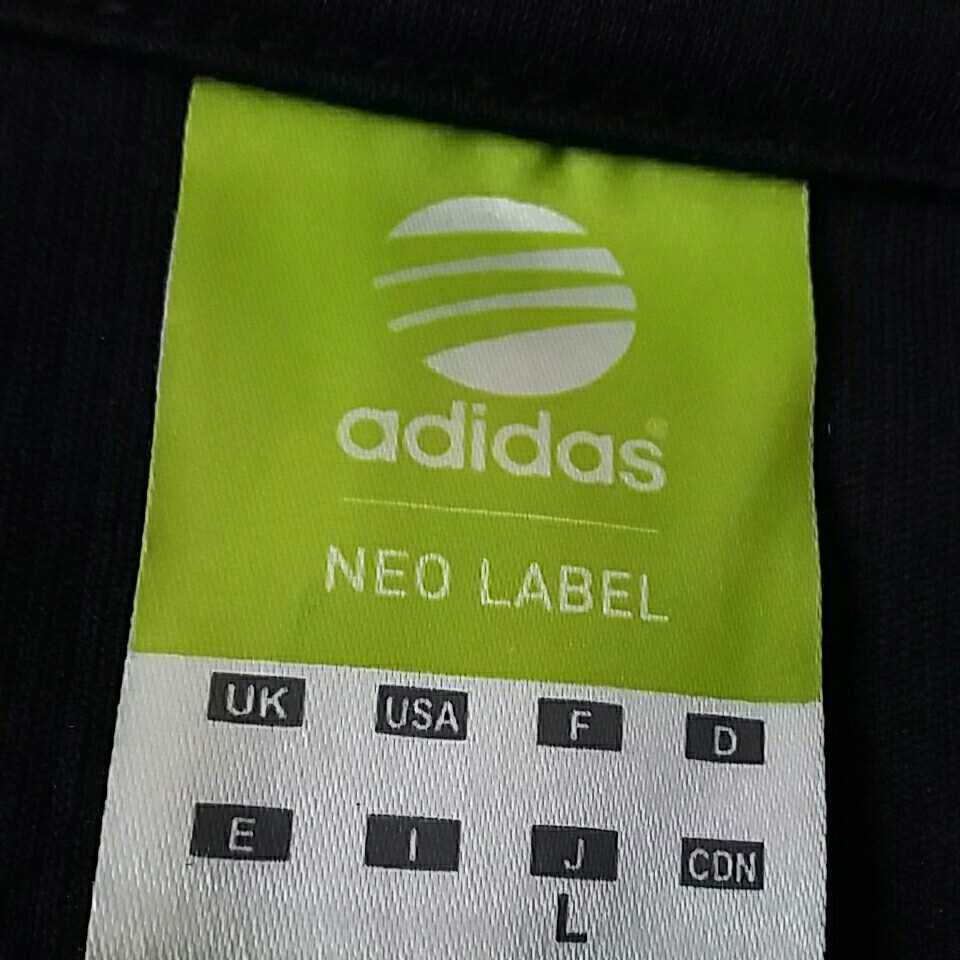 adidas
NEO LABEL
UK USA F D
E I J CDN
L